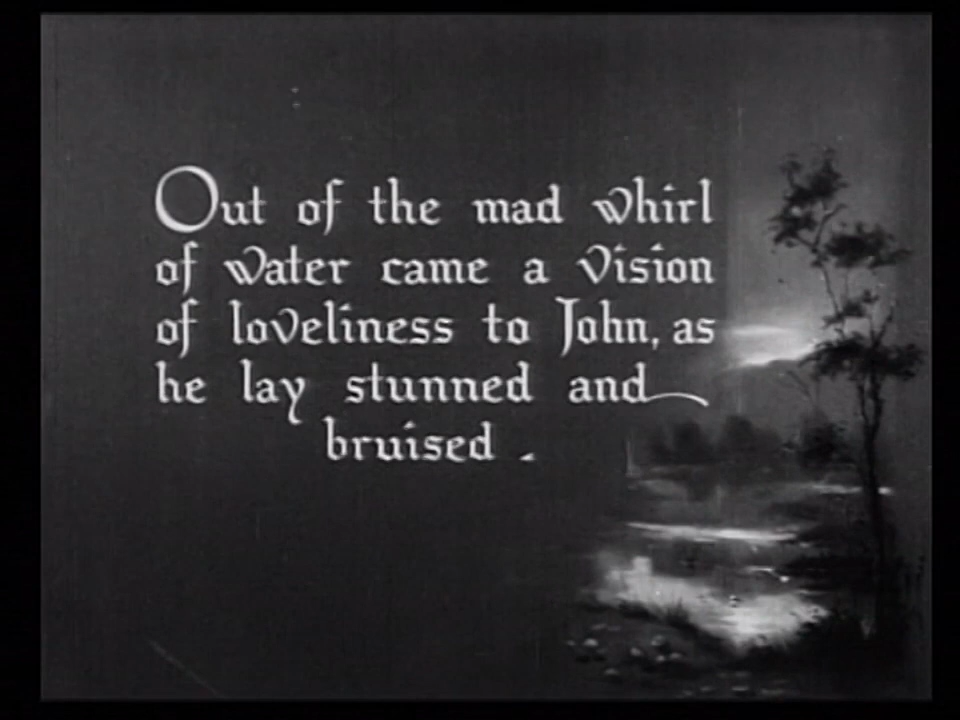 Out of the mad whirl
of water came a vision
of loveliness to John, as
he lay stunned and
bruised .